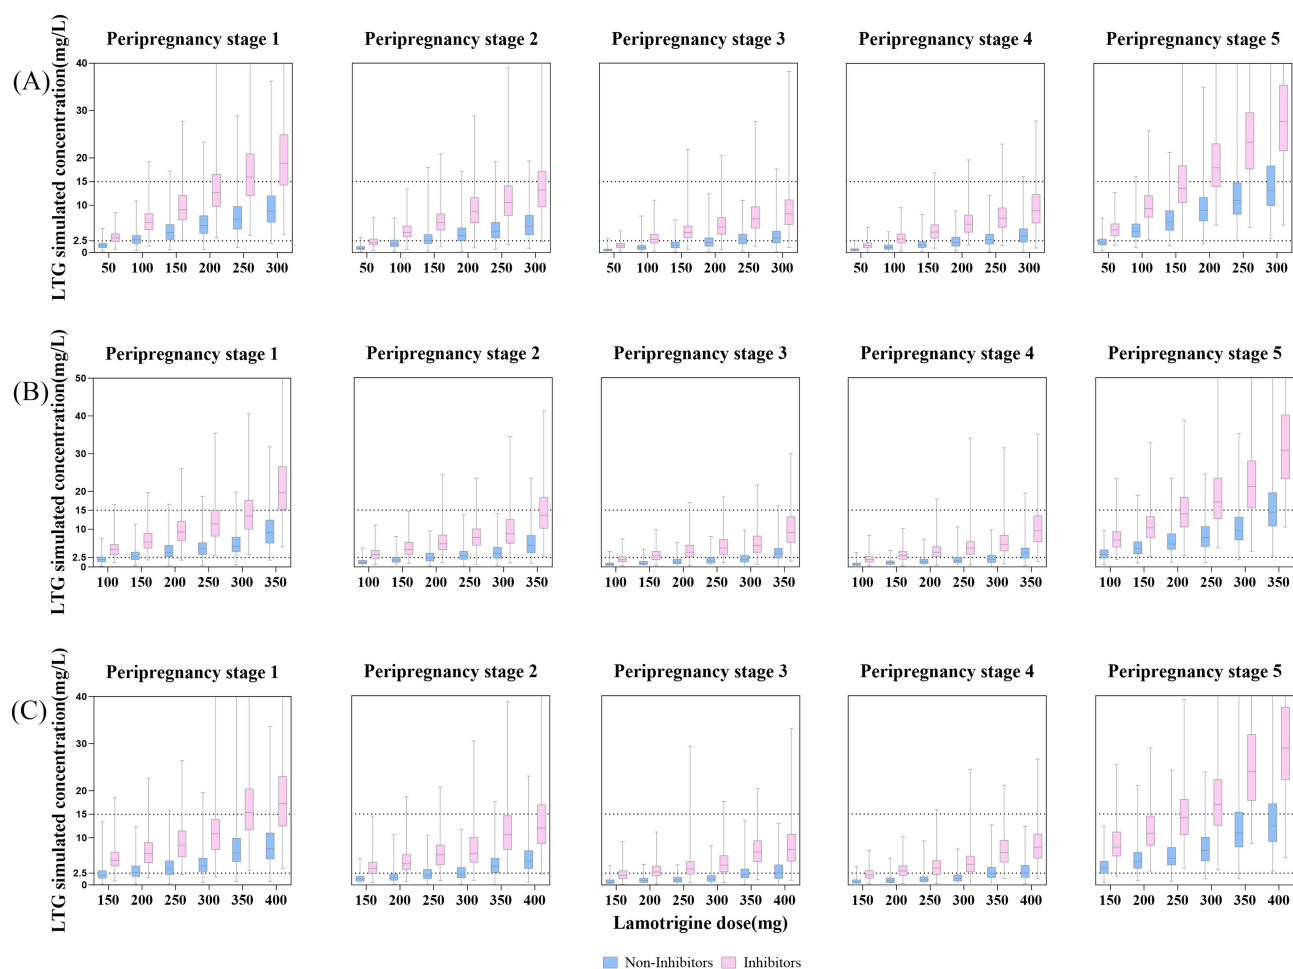 (A)
LTG simulated concentration(mg/L)
Peripregnancy stage 1
Peripregnancy stage 2
Peripregnancy stage 3
Peripregnancy stage 4
Peripregnancy stage 5
40
30
15
10
2.5
0
50 100 150 200 250 300
50 100 150 200 250 300
50 100 150 200 250 300
50 100 150 200 250 300
50 100 150 200 250 300
(B)
LTG simulated concentration(mg/L)
Peripregnancy stage 1
Peripregnancy stage 2
Peripregnancy stage 3
Peripregnancy stage 4
Peripregnancy stage 5
50
40
30
20
15
10
2.5
0
100 150 200 250 300 350
100 150 200 250 300 350
100 150 200 250 300 350
100 150 200 250 300 350
100 150 200 250 300 350
(C)
LTG simulated concentration(mg/L)
Peripregnancy stage 1
Peripregnancy stage 2
Peripregnancy stage 3
Peripregnancy stage 4
Peripregnancy stage 5
40
30
15
10
2.5
0
150 200 250 300 350 400
150 200 250 300 350 400
150 200 250 300 350 400
150 200 250 300 350 400
150 200 250 300 350 400
Lamotrigine dose(mg)
Non-Inhibitors
Inhibitors